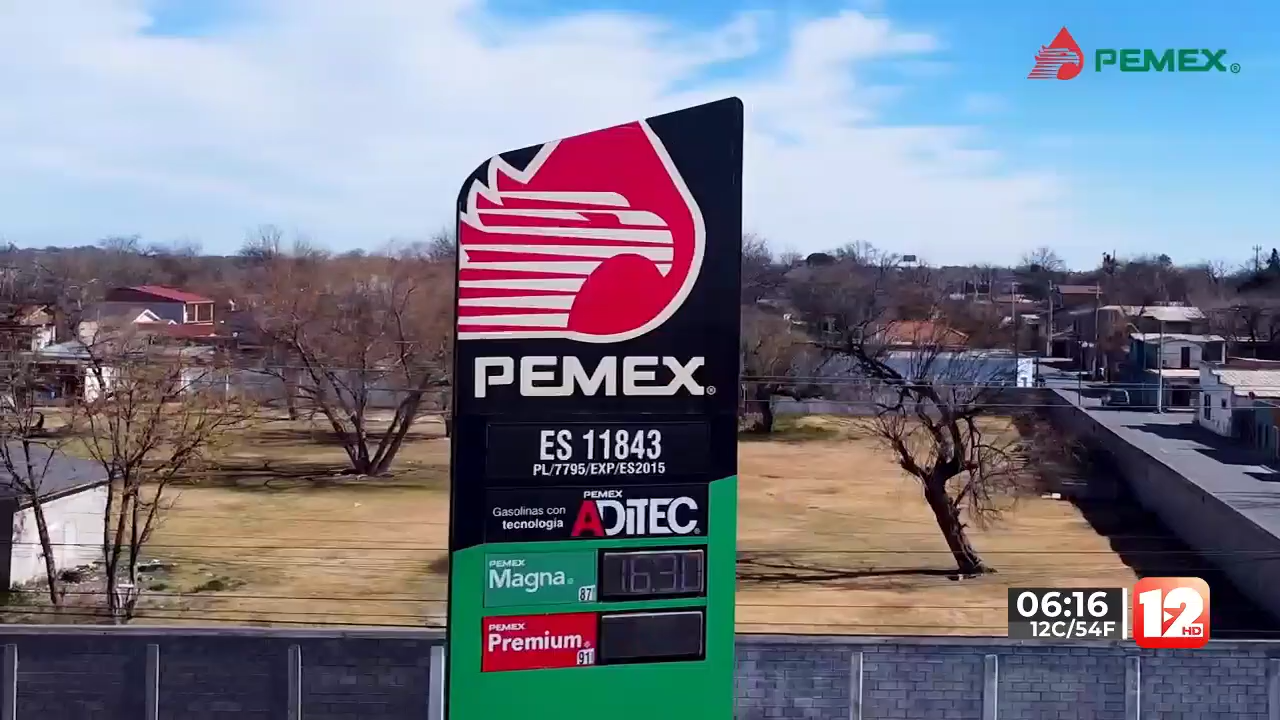 PEMEX
PEMEX
ES 11843
PL/7795/EXP/ES2015
Gasolinas con
tecnología
PEMEX
ADITEC
PEMEX
Magna
87
16.30
PEMEX
Premium
91
06:16
12C/54F
12
HD